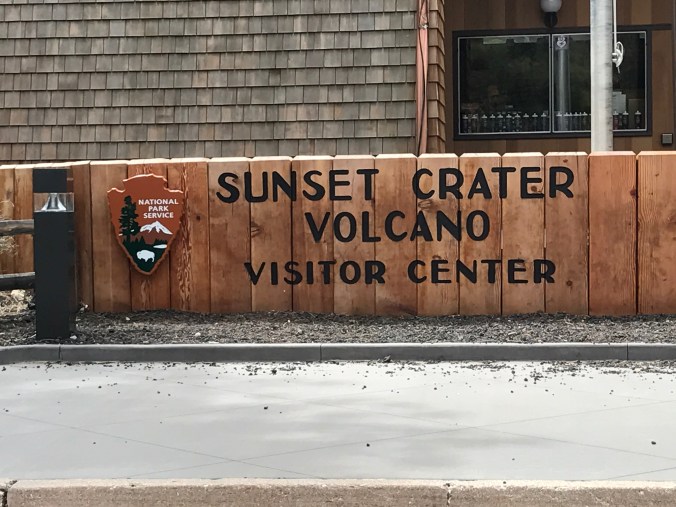 NATIONAL
PARK
SERVICE
SUNSET CRATER
VOLCANO
VISITOR CENTER